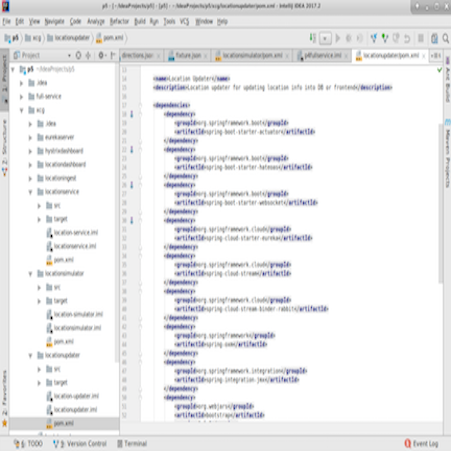 p5 - [~/IdeaProjects/p5] - [~/IdeaProjects/p5/scg/locationupdater/pom.xml] - IntelliJ IDEA 2017.2
File Edit View Navigate Code Analyze Refactor Build Run Tools VCS Window Help
p5 scg locationupdater pom.xml
Project
directions.json fixture.json locationsimulator/pom.xml locationupdater/pom.xml
p5 ~/IdeaProjects/p5
.idea
full-service
.idea
eurekaserver
hystrixdashboard
locationdashboard
locationingest
locationservice
src
target
location-service.iml
locationservice.iml
pom.xml
locationsimulator
src
target
location-simulator.iml
locationsimulator.iml
pom.xml
locationupdater
src
target
location-updater.iml
locationupdater.iml
pom.xml
<name>Location Updater</name>
<description>Location updater for updating location info into DB or frontend</description>
<dependencies>
<dependency>
<groupId>org.springframework.boot</groupId>
<artifactId>spring-boot-starter-actuator</artifactId>
</dependency>
<dependency>
<groupId>org.springframework.boot</groupId>
<artifactId>spring-boot-starter-hateoas</artifactId>
</dependency>
<dependency>
<groupId>org.springframework.boot</groupId>
<artifactId>spring-boot-starter-websocket</artifactId>
</dependency>
<dependency>
<groupId>org.springframework.cloud</groupId>
<artifactId>spring-cloud-starter-eureka</artifactId>
</dependency>
<dependency>
<groupId>org.springframework.cloud</groupId>
<artifactId>spring-cloud-stream</artifactId>
</dependency>
<dependency>
<groupId>org.springframework.cloud</groupId>
<artifactId>spring-cloud-stream-binder-rabbit</artifactId>
</dependency>
<dependency>
<groupId>org.springframework</groupId>
<artifactId>spring-oxm</artifactId>
</dependency>
<dependency>
<groupId>org.springframework.integration</groupId>
<artifactId>spring-integration-jmx</artifactId>
</dependency>
<dependency>
<groupId>org.webjars</groupId>
<artifactId>bootstrap</artifactId>
1: Project
2: Structure
2: Favorites
Ant Build
Maven Projects
6: TODO 9: Version Control Terminal Event Log